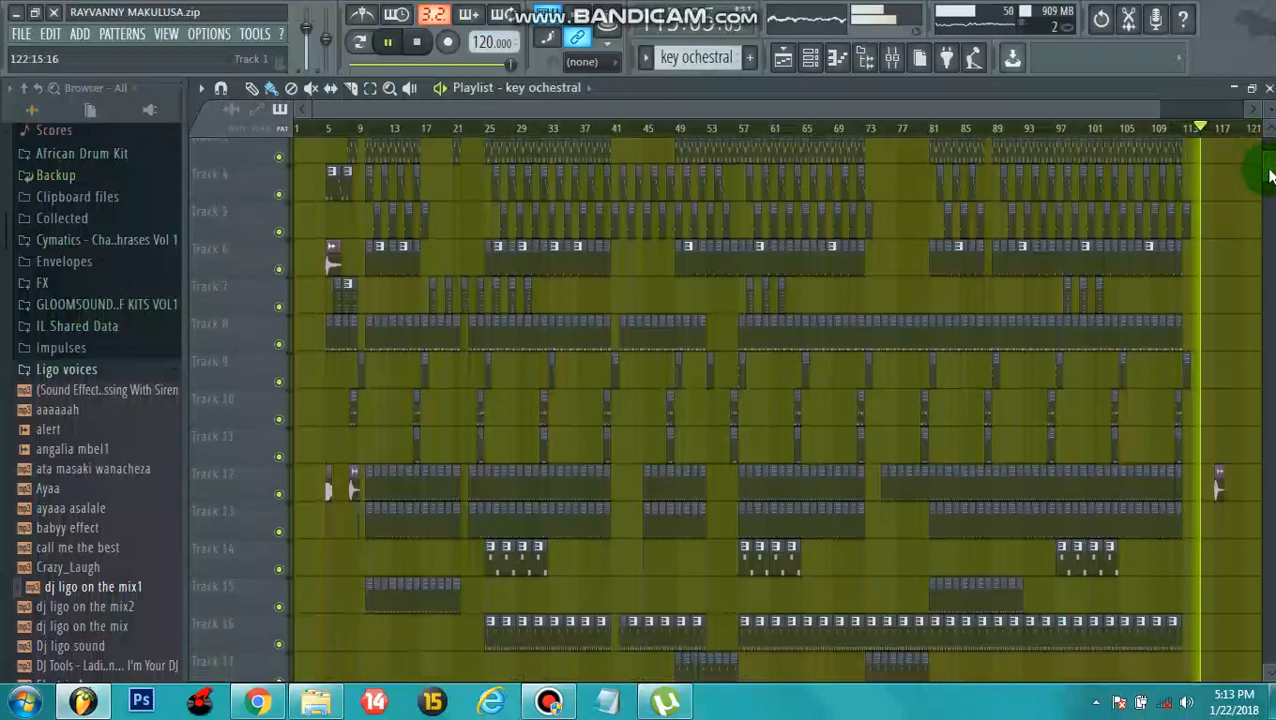 RAYVANNY MAKULUSA.zip
www.BANDICAM.com
FILE EDIT ADD PATTERNS VIEW OPTIONS TOOLS ?
122:15:16
Track 1
3.2
120.000
(none)
key ochestral
50
909 MB
2
Browser - All
Playlist - key ochestral
1 5 9 13 17 21 25 29 33 37 41 45 49 53 57 61 65 69 73 77 81 85 89 93 97 101 105 109 113 117 121
Scores
African Drum Kit
Backup
Clipboard files
Collected
Cymatics - Cha...hrases Vol 1
Envelopes
FX
GLOOMSOUND..F KITS VOL1
IL Shared Data
Impulses
Ligo voices
(Sound Effect..ssing With Siren
aaaaaah
alert
angalia mbel1
ata masaki wanacheza
Ayaa
ayaaa asalale
babyy effect
call me the best
Crazy_Laugh
dj ligo on the mix1
dj ligo on the mix2
dj ligo on the mix
Dj ligo sound
DJ Tools - Ladi...n... I'm Your DJ
Track 4
Track 5
Track 6
Track 7
Track 8
Track 9
Track 10
Track 11
Track 12
Track 13
Track 14
Track 15
Track 16
Track 17
Ps
14
15
5:13 PM
1/22/2018